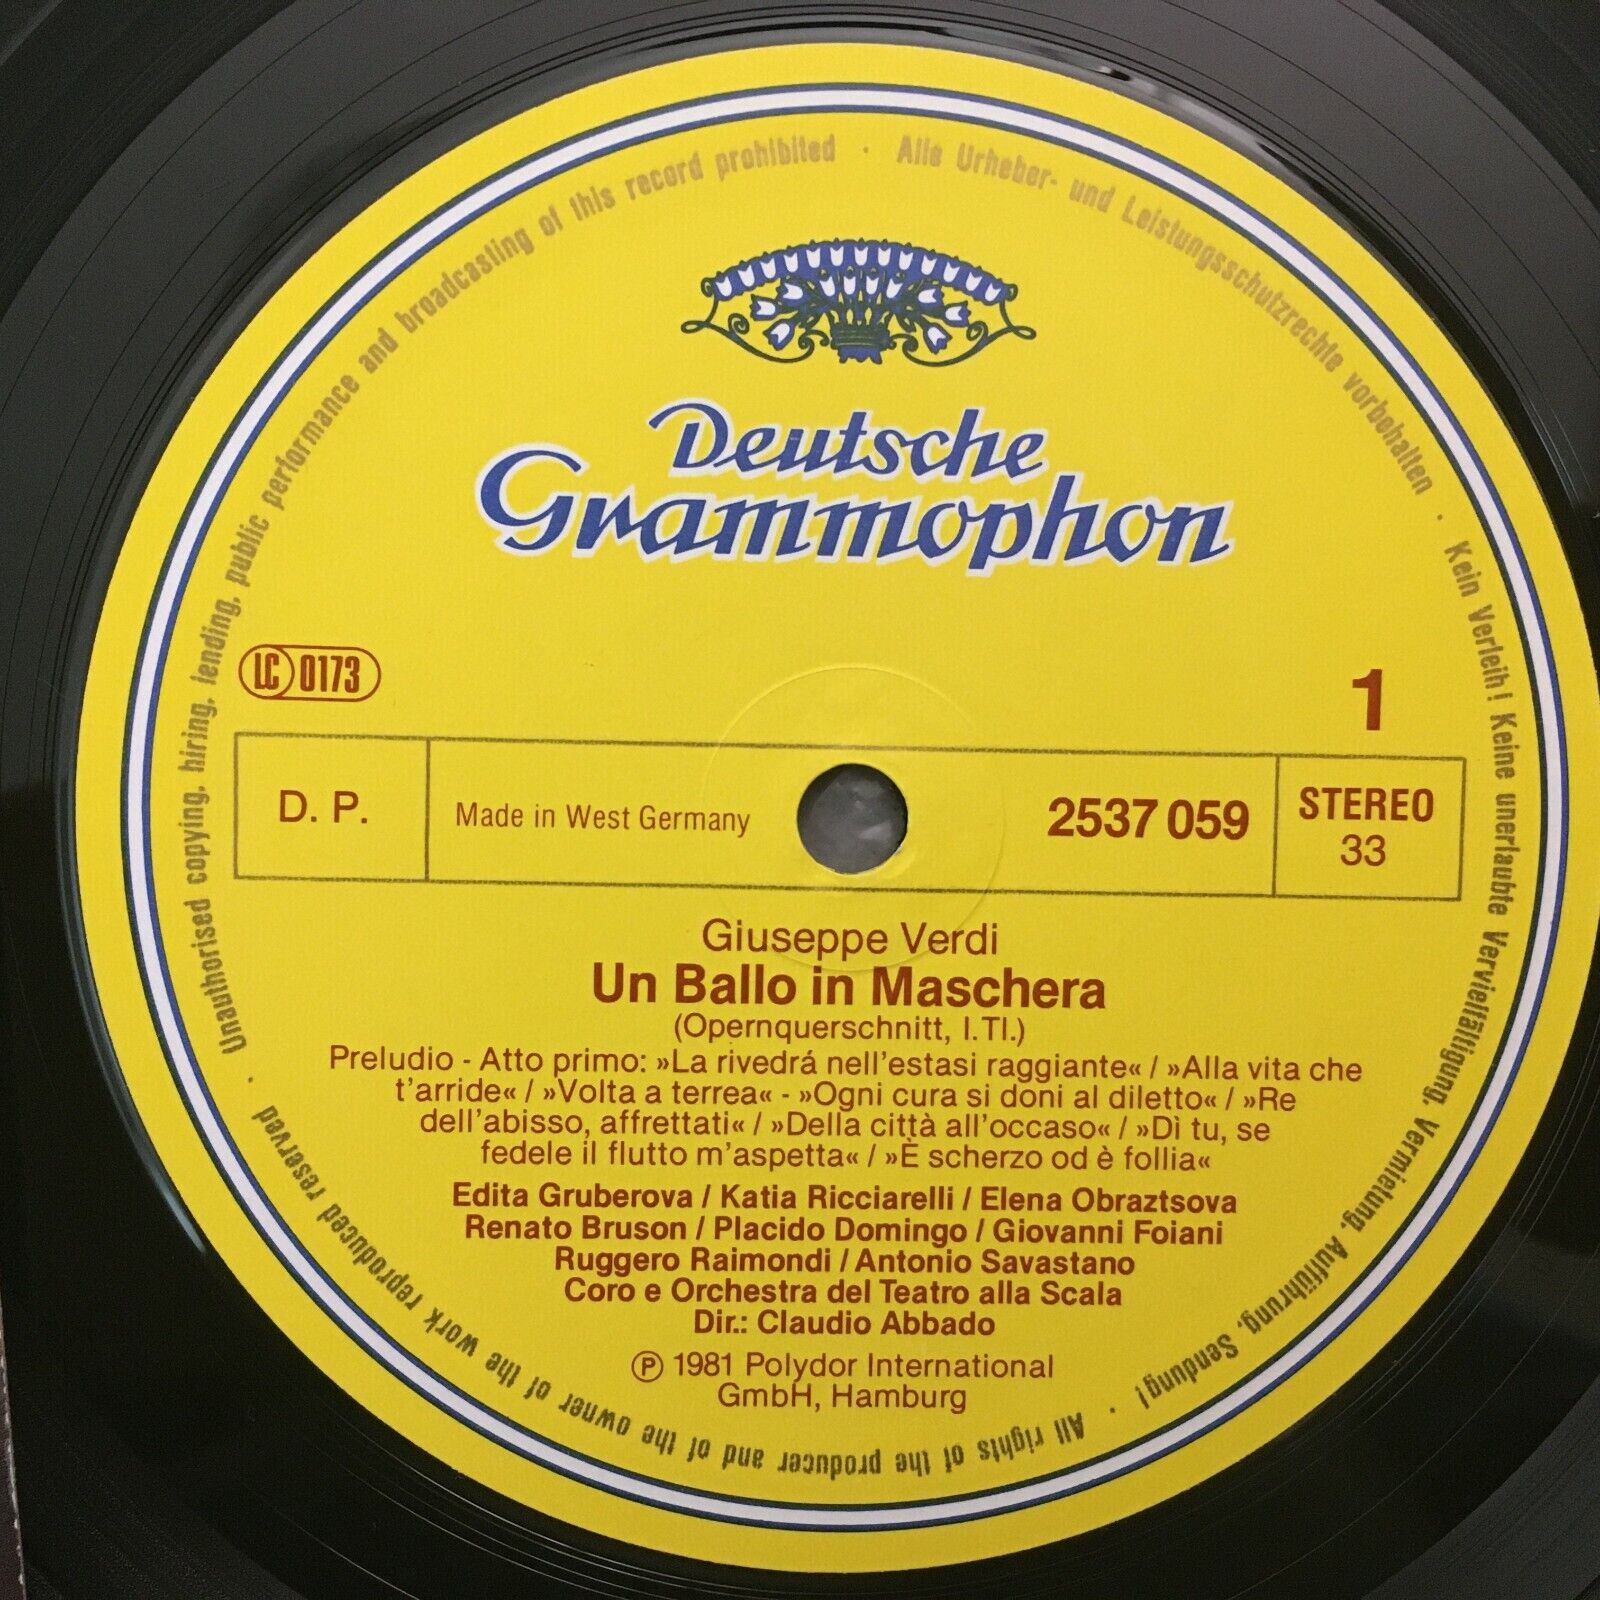 Deutsche
Grammophon
LC 0173
1
D. P.
Made in West Germany
2537 059
STEREO
33
Giuseppe Verdi
Un Ballo in Maschera
(Opernquerschnitt, I.Tl.)
Preludio - Atto primo: »La rivedrá nell'estasi raggiante« / »Alla vita che
t'arride« / »Volta a terrea« - »Ogni cura si doni al diletto« / »Re
dell'abisso, affrettati« / »Della città all'occaso« / »Dì tu, se
fedele il flutto m'aspetta« / »È scherzo od è follia«
Edita Gruberova / Katia Ricciarelli / Elena Obraztsova
Renato Bruson / Placido Domingo / Giovanni Foiani
Ruggero Raimondi / Antonio Savastano
Coro e Orchestra del Teatro alla Scala
Dir.: Claudio Abbado
℗ 1981 Polydor International
GmbH, Hamburg
Alle Urheber- und Leistungsschutzrechte vorbehalten · Kein Verleih! Keine unerlaubte Vervielfältigung, Vermietung, Aufführung, Sendung! · All rights of the producer and of the owner of the work reproduced reserved · Unauthorised copying, hiring, lending, public performance and broadcasting of this record prohibited ·